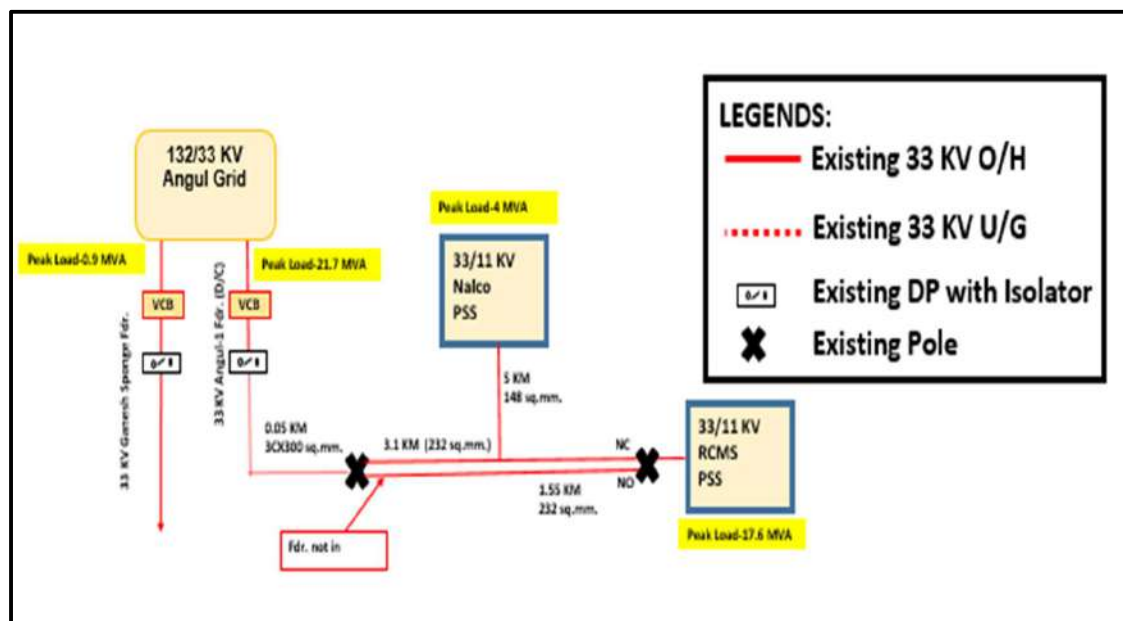 132/33 KV
Angul Grid
Peak Load-0.9 MVA
Peak Load-21.7 MVA
VCB
VCB
33 KV Ganesh Sponge Fdr.
33 KV Angul-1 Fdr. (D/C)
0.05 KM
3CX300 sq.mm.
3.1 KM (232 sq.mm.)
Fdr. not in
Peak Load-4 MVA
33/11 KV
Nalco
PSS
5 KM
148 sq.mm.
NC
NO
1.55 KM
232 sq.mm.
33/11 KV
RCMS
PSS
Peak Load-17.6 MVA
LEGENDS:
Existing 33 KV O/H
Existing 33 KV U/G
Existing DP with Isolator
Existing Pole